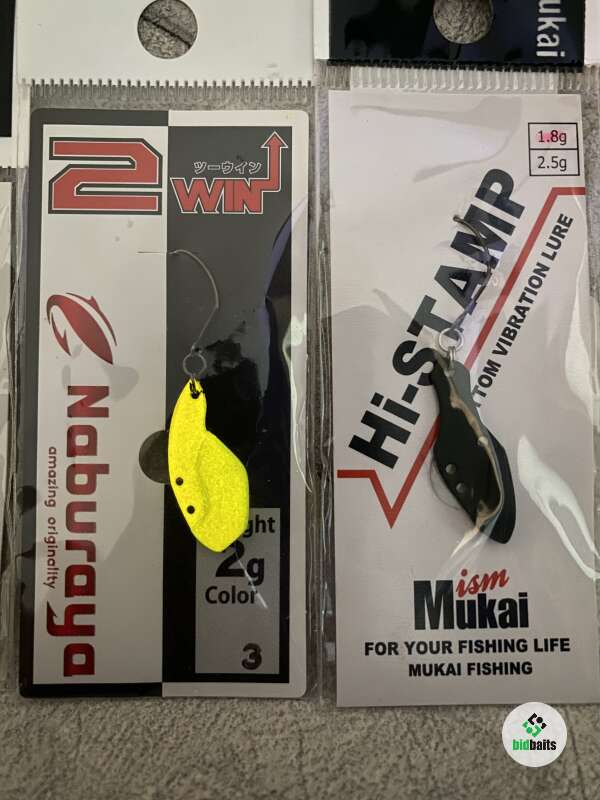 ukai
2
ツーウイン
WIN
Naburaya
amazing originality
ght
2g
Color
3
1.8g
2.5g
Hi-STAMP
TTOM VIBRATION LURE
ism
Mukai
FOR YOUR FISHING LIFE
MUKAI FISHING
bidbaits